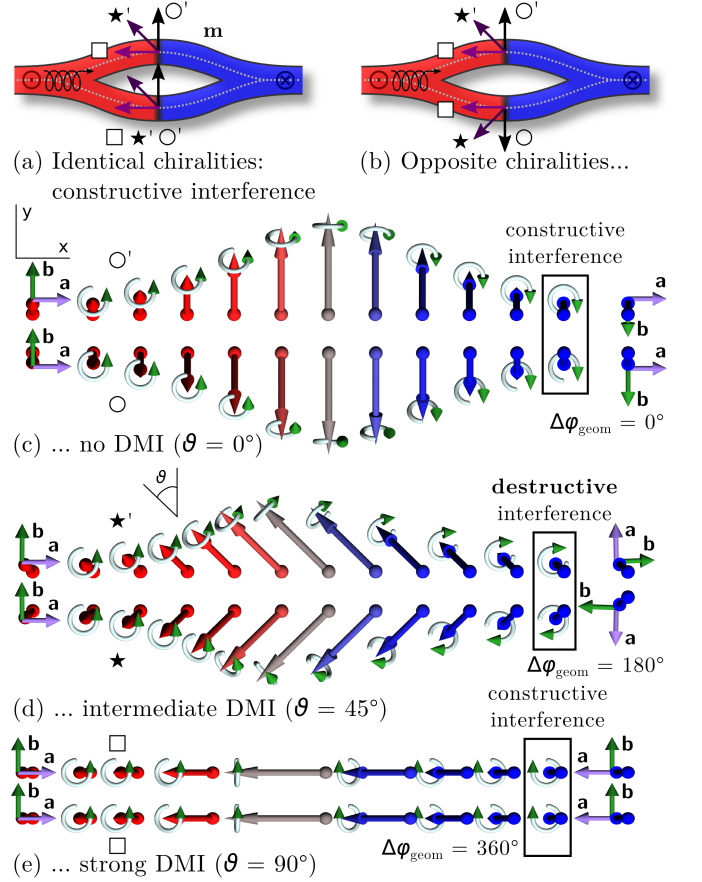 ★' ○' m ★' ○'
□ □
□ ★' ○' □ ★ ○
(a) Identical chiralities:
constructive interference
(b) Opposite chiralities...
y
x
constructive
interference
b ○' a b a
b a ○ b a
Δφgeom = 0°
(c) ... no DMI (ϑ = 0°)
ϑ
destructive
interference
★'
b a a b
b a ★ b a
Δφgeom = 180°
(d) ... intermediate DMI (ϑ = 45°)
constructive
interference
□
b a a b
b a a b
□
Δφgeom = 360°
(e) ... strong DMI (ϑ = 90°)